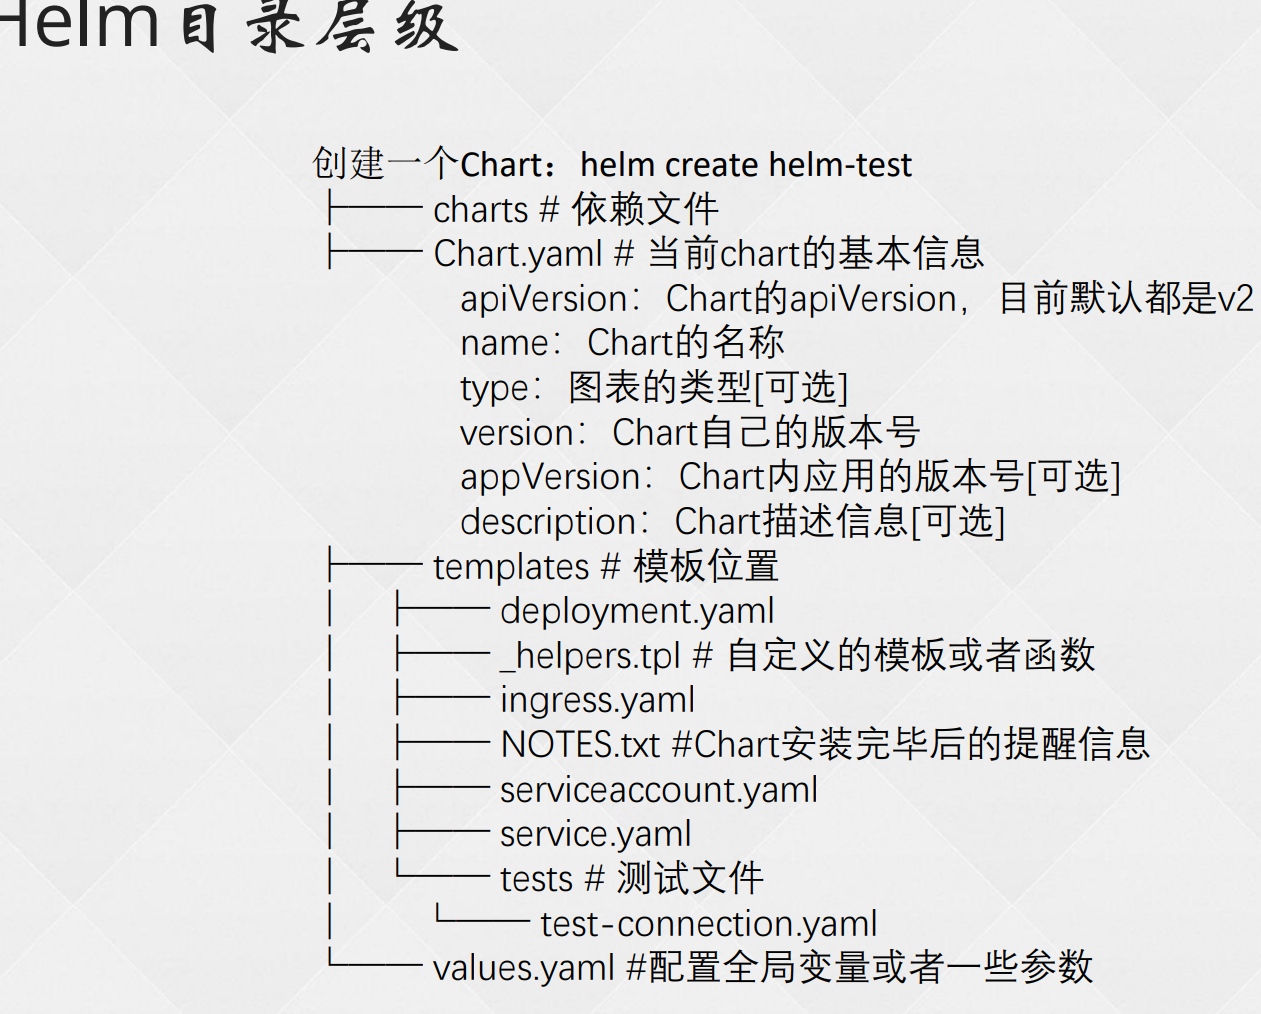 Helm目录层级
创建一个Chart：helm create helm-test
├── charts # 依赖文件
├── Chart.yaml # 当前chart的基本信息
apiVersion：Chart的apiVersion，目前默认都是v2
name：Chart的名称
type：图表的类型[可选]
version：Chart自己的版本号
appVersion：Chart内应用的版本号[可选]
description：Chart描述信息[可选]
├── templates # 模板位置
│ ├── deployment.yaml
│ ├── _helpers.tpl # 自定义的模板或者函数
│ ├── ingress.yaml
│ ├── NOTES.txt #Chart安装完毕后的提醒信息
│ ├── serviceaccount.yaml
│ ├── service.yaml
│ └── tests # 测试文件
│ └── test-connection.yaml
└── values.yaml #配置全局变量或者一些参数